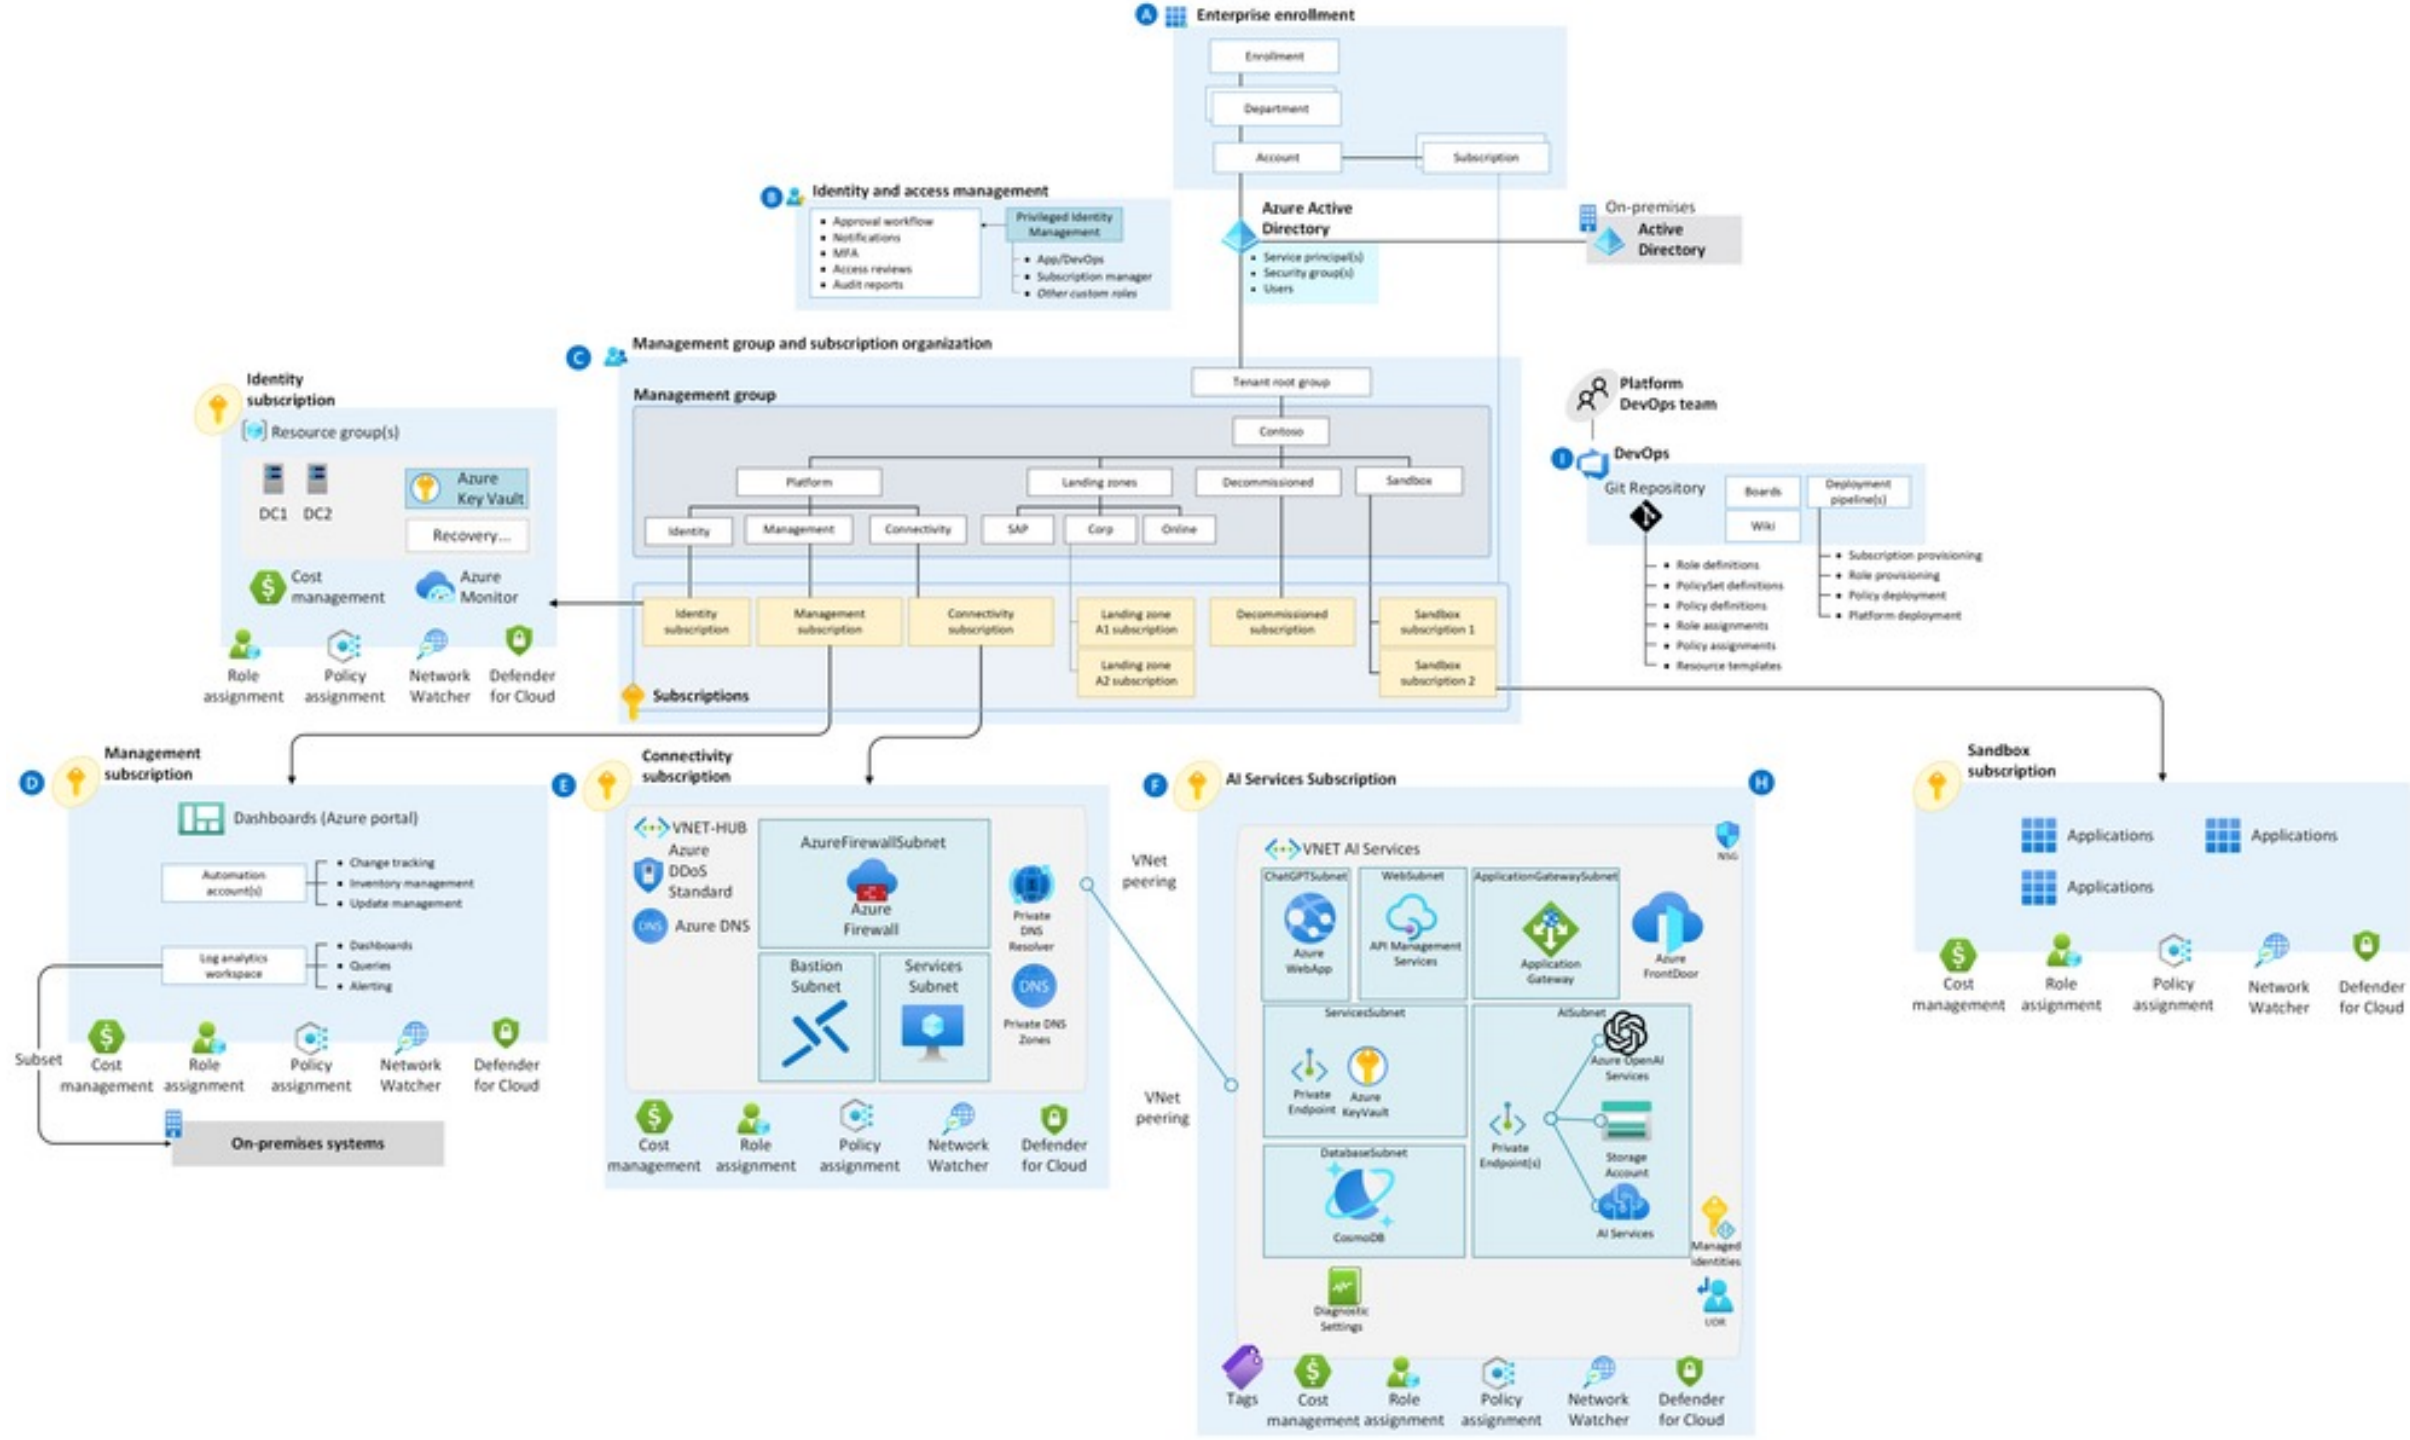 A
Enterprise enrollment
Enrollment
Department
Account
Subscription
B
Identity and access management
Approval workflow
Notifications
MFA
Access reviews
Audit reports
Privileged Identity
Management
App/DevOps
Subscription manager
Other custom roles
Azure Active
Directory
Service principal(s)
Security group(s)
Users
On-premises
Active
Directory
C
Management group and subscription organization
Management group
Tenant root group
Contoso
Platform
Landing zones
Decommissioned
Sandbox
Identity
Management
Connectivity
SAP
Corp
Online
Identity
subscription
Management
subscription
Connectivity
subscription
Landing zone
A1 subscription
Decommissioned
subscription
Sandbox
subscription 1
Landing zone
A2 subscription
Sandbox
subscription 2
Subscriptions
Identity
subscription
Resource group(s)
DC1
DC2
Azure
Key Vault
Recovery...
Cost
management
Azure
Monitor
Role
assignment
Policy
assignment
Network
Watcher
Defender
for Cloud
Platform
DevOps team
I
DevOps
Git Repository
Boards
Wiki
Deployment
pipeline(s)
Role definitions
PolicySet definitions
Policy definitions
Role assignments
Policy assignments
Resource templates
Subscription provisioning
Role provisioning
Policy deployment
Platform deployment
D
Management
subscription
Dashboards (Azure portal)
Automation
account(s)
Change tracking
Inventory management
Update management
Log analytics
workspace
Dashboards
Queries
Alerting
Subset
Cost
management
Role
assignment
Policy
assignment
Network
Watcher
Defender
for Cloud
On-premises systems
E
Connectivity
subscription
VNET-HUB
Azure
DDoS
Standard
DNS
Azure DNS
AzureFirewallSubnet
Azure
Firewall
Bastion
Subnet
Services
Subnet
Private
DNS
Resolver
DNS
Private DNS
Zones
Cost
management
Role
assignment
Policy
assignment
Network
Watcher
Defender
for Cloud
VNet
peering
VNet
peering
F
AI Services Subscription
H
VNET AI Services
NSG
ChatGPTSubnet
Azure
WebApp
WebSubnet
API Management
Services
ApplicationGatewaySubnet
Application
Gateway
Azure
FrontDoor
ServicesSubnet
Private
Endpoint
Azure
KeyVault
AISubnet
Azure OpenAI
Services
Private
Endpoint(s)
Storage
Account
AI Services
DatabaseSubnet
CosmoDB
Managed
identities
UDR
Diagnostic
Settings
Tags
Cost
management
Role
assignment
Policy
assignment
Network
Watcher
Defender
for Cloud
Sandbox
subscription
Applications
Applications
Applications
Cost
management
Role
assignment
Policy
assignment
Network
Watcher
Defender
for Cloud